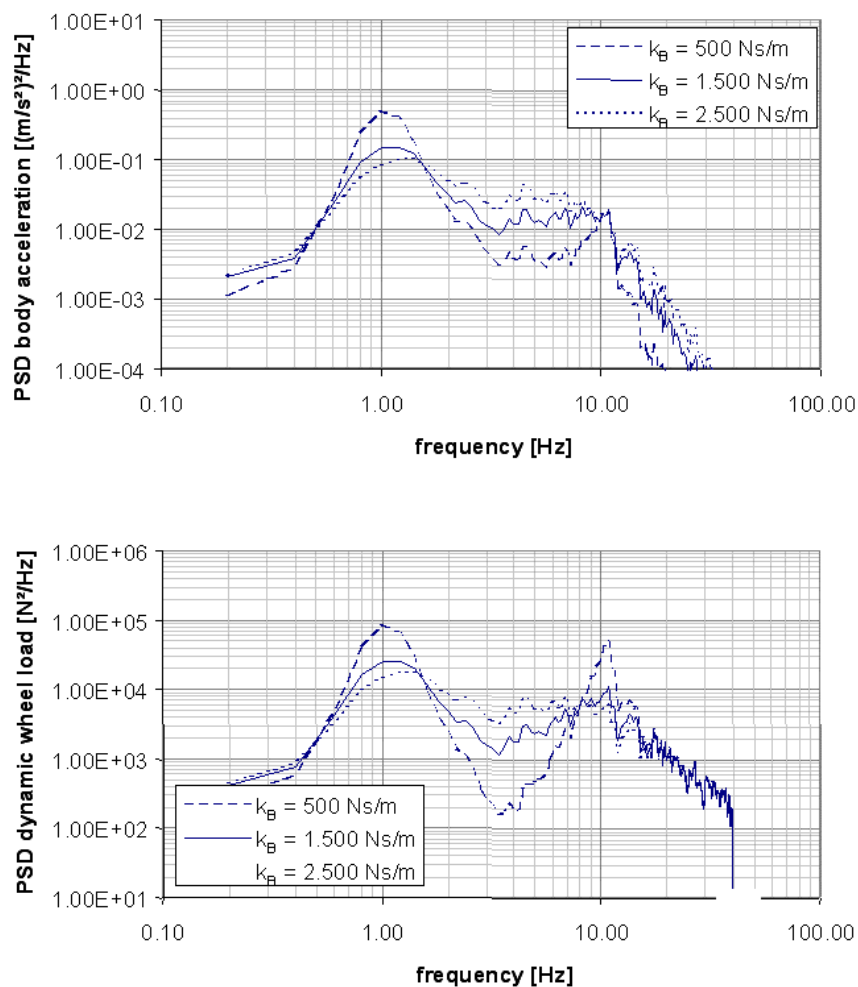 PSD body acceleration [(m/s²)²/Hz]
1.00E+01
1.00E+00
1.00E-01
1.00E-02
1.00E-03
1.00E-04
k_B = 500 Ns/m
k_B = 1.500 Ns/m
k_B = 2.500 Ns/m
0.10 1.00 10.00 100.00
frequency [Hz]
PSD dynamic wheel load [N²/Hz]
1.00E+06
1.00E+05
1.00E+04
1.00E+03
1.00E+02
1.00E+01
k_B = 500 Ns/m
k_B = 1.500 Ns/m
k_B = 2.500 Ns/m
0.10 1.00 10.00 100.00
frequency [Hz]